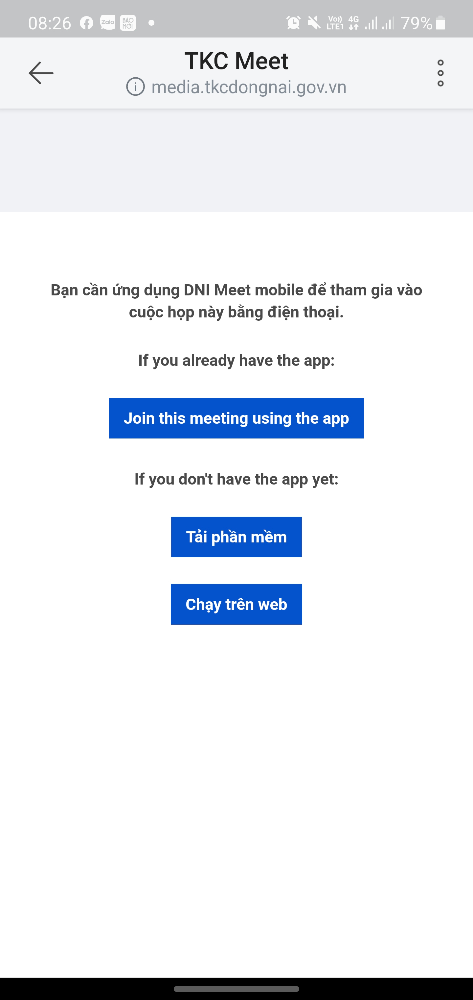 08:26
Zalo
BÁO
MỚI
Vo))
LTE1
4G
79%
TKC Meet
media.tkcdongnai.gov.vn
Bạn cần ứng dụng DNI Meet mobile để tham gia vào
cuộc họp này bằng điện thoại.
If you already have the app:
Join this meeting using the app
If you don't have the app yet:
Tải phần mềm
Chạy trên web